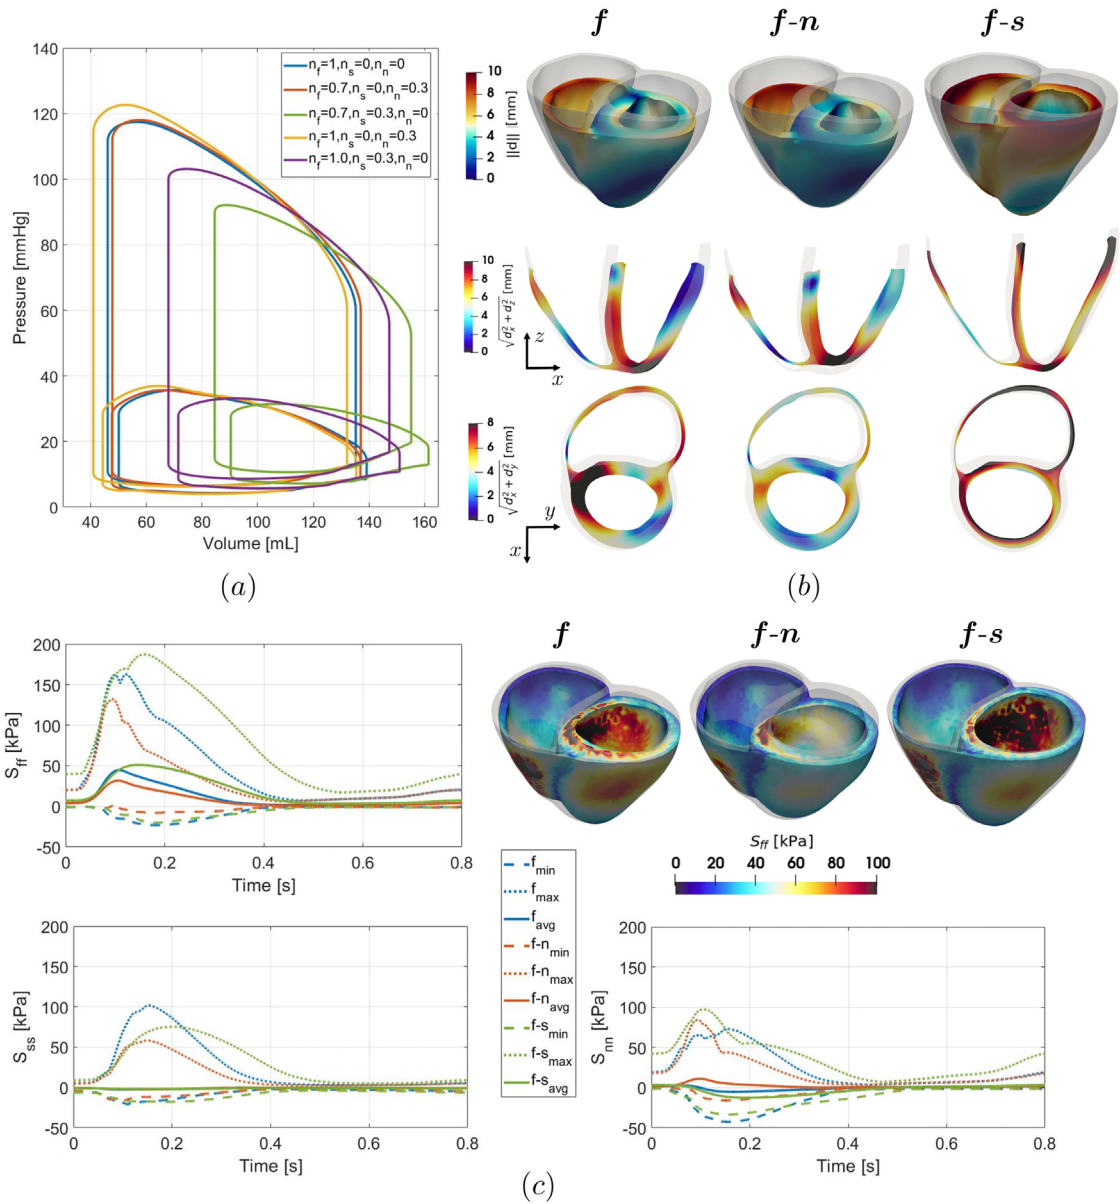 140
120
100
80
60
40
20
0
Pressure [mmHg]
40 60 80 100 120 140 160
Volume [mL]
n_f=1,n_s=0,n_n=0
n_f=0.7,n_s=0,n_n=0.3
n_f=0.7,n_s=0.3,n_n=0
n_f=1,n_s=0,n_n=0.3
n_f=1.0,n_s=0.3,n_n=0
(a)
f f-n f-s
10
8
6
4
2
0
||d|| [mm]
10
8
6
4
2
0
√d_x^2 + d_z^2 [mm]
z
x
8
6
4
2
0
√d_x^2 + d_y^2 [mm]
y
x
(b)
200
150
100
50
0
-50
S_ff [kPa]
0 0.2 0.4 0.6 0.8
Time [s]
f f-n f-s
S_ff [kPa]
0 20 40 60 80 100
f_min
f_max
f_avg
f-n_min
f-n_max
f-n_avg
f-s_min
f-s_max
f-s_avg
200
150
100
50
0
-50
S_ss [kPa]
0 0.2 0.4 0.6 0.8
Time [s]
200
150
100
50
0
-50
S_nn [kPa]
0 0.2 0.4 0.6 0.8
Time [s]
(c)